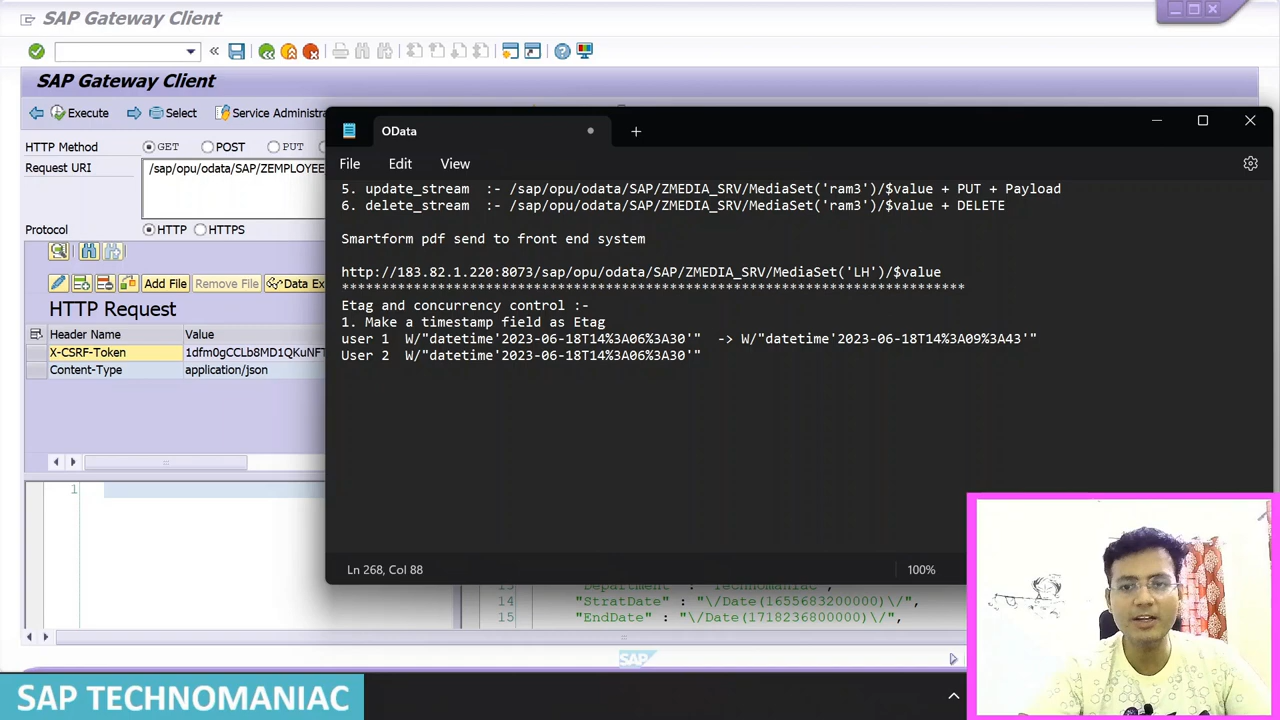 SAP Gateway Client
SAP Gateway Client
Execute
Select
Service Administra
HTTP Method
GET
POST
PUT
Request URI
/sap/opu/odata/SAP/ZEMPLOYEE
Protocol
HTTP
HTTPS
Add File
Remove File
Data Ex
HTTP Request
Header Name
Value
X-CSRF-Token
1dfm0gCCLb8MD1QKuNFT
Content-Type
application/json
1
OData
File
Edit
View
5. update_stream :- /sap/opu/odata/SAP/ZMEDIA_SRV/MediaSet('ram3')/$value + PUT + Payload
6. delete_stream :- /sap/opu/odata/SAP/ZMEDIA_SRV/MediaSet('ram3')/$value + DELETE
Smartform pdf send to front end system
http://183.82.1.220:8073/sap/opu/odata/SAP/ZMEDIA_SRV/MediaSet('LH')/$value
******************************************************************************
Etag and concurrency control :-
1. Make a timestamp field as Etag
user 1 W/"datetime'2023-06-18T14%3A06%3A30'" -> W/"datetime'2023-06-18T14%3A09%3A43'"
User 2 W/"datetime'2023-06-18T14%3A06%3A30'"
Ln 268, Col 88
100%
14 "StratDate" : "\/Date(1655683200000)\/",
15 "EndDate" : "\/Date(1718236800000)\/",
SAP
SAP TECHNOMANIAC